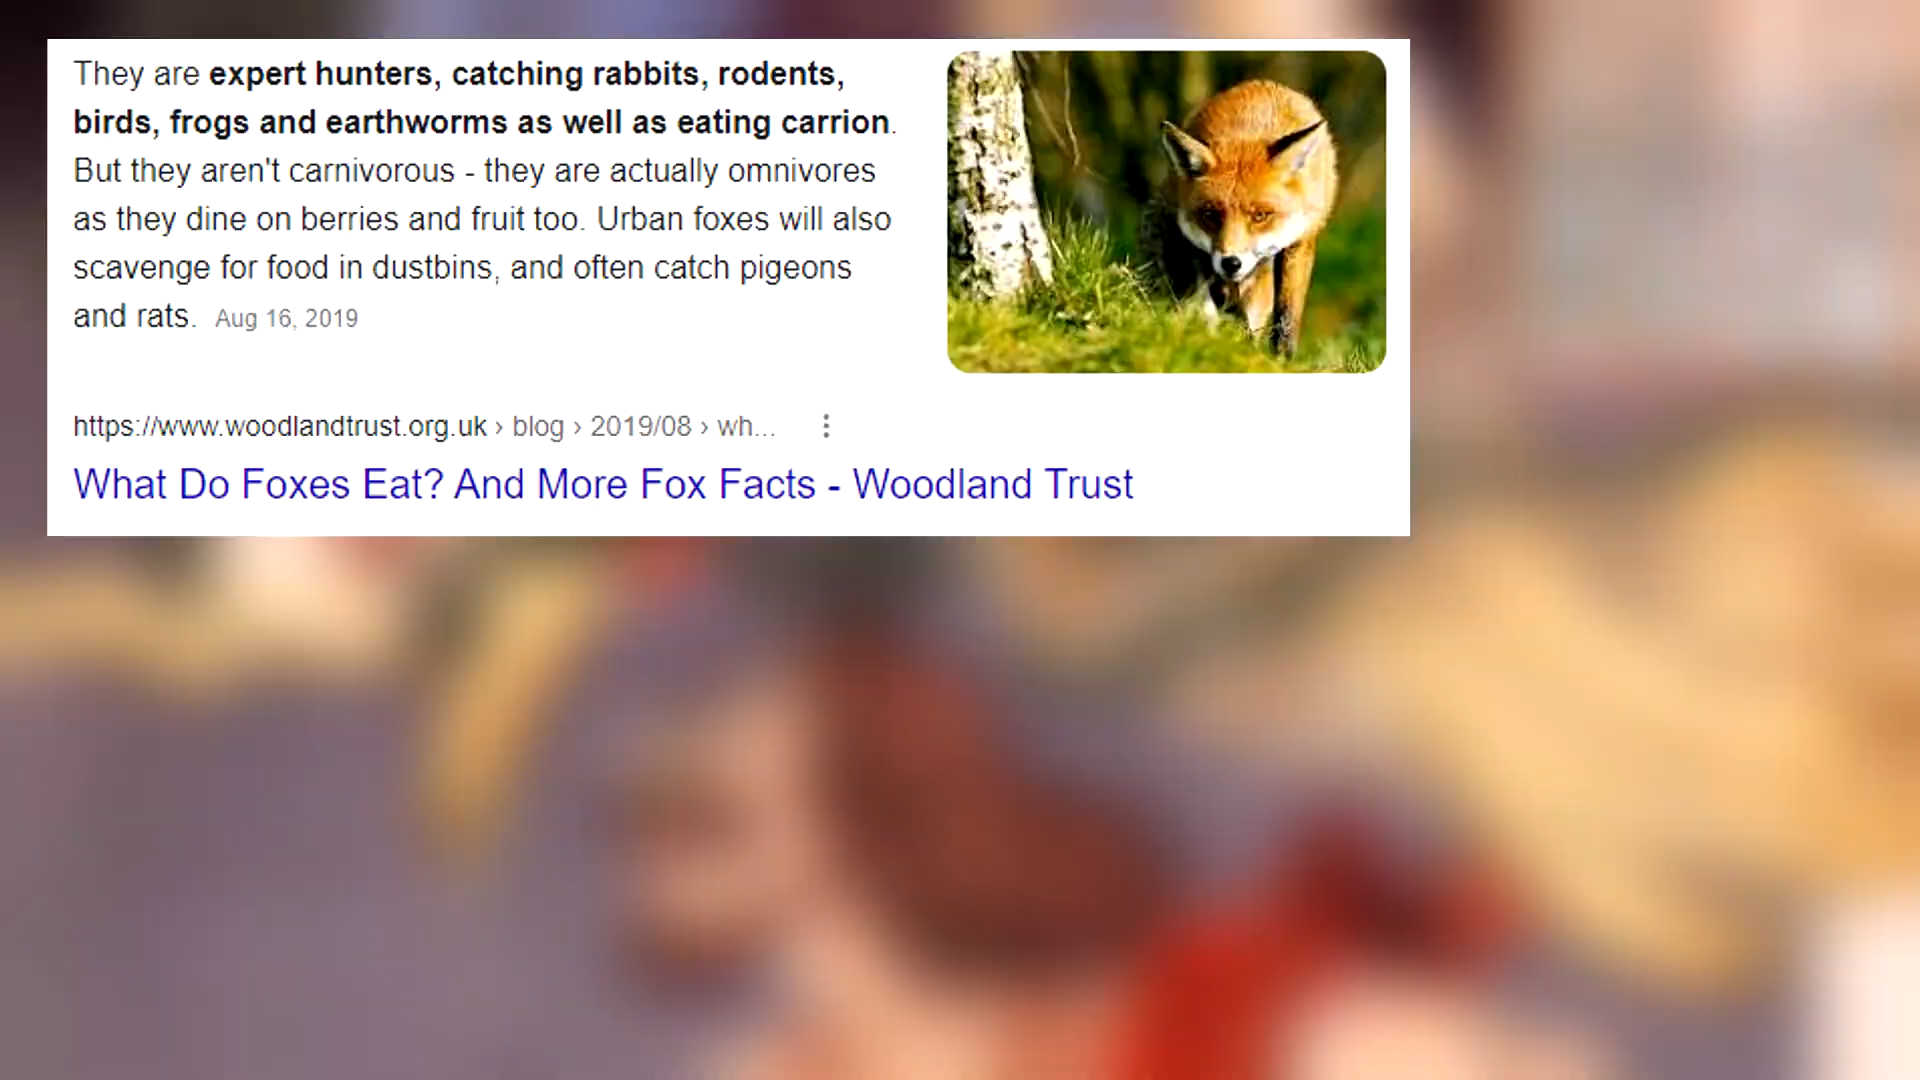 They are expert hunters, catching rabbits, rodents,
birds, frogs and earthworms as well as eating carrion.
But they aren't carnivorous - they are actually omnivores
as they dine on berries and fruit too. Urban foxes will also
scavenge for food in dustbins, and often catch pigeons
and rats. Aug 16, 2019
https://www.woodlandtrust.org.uk › blog › 2019/08 › wh...
What Do Foxes Eat? And More Fox Facts - Woodland Trust